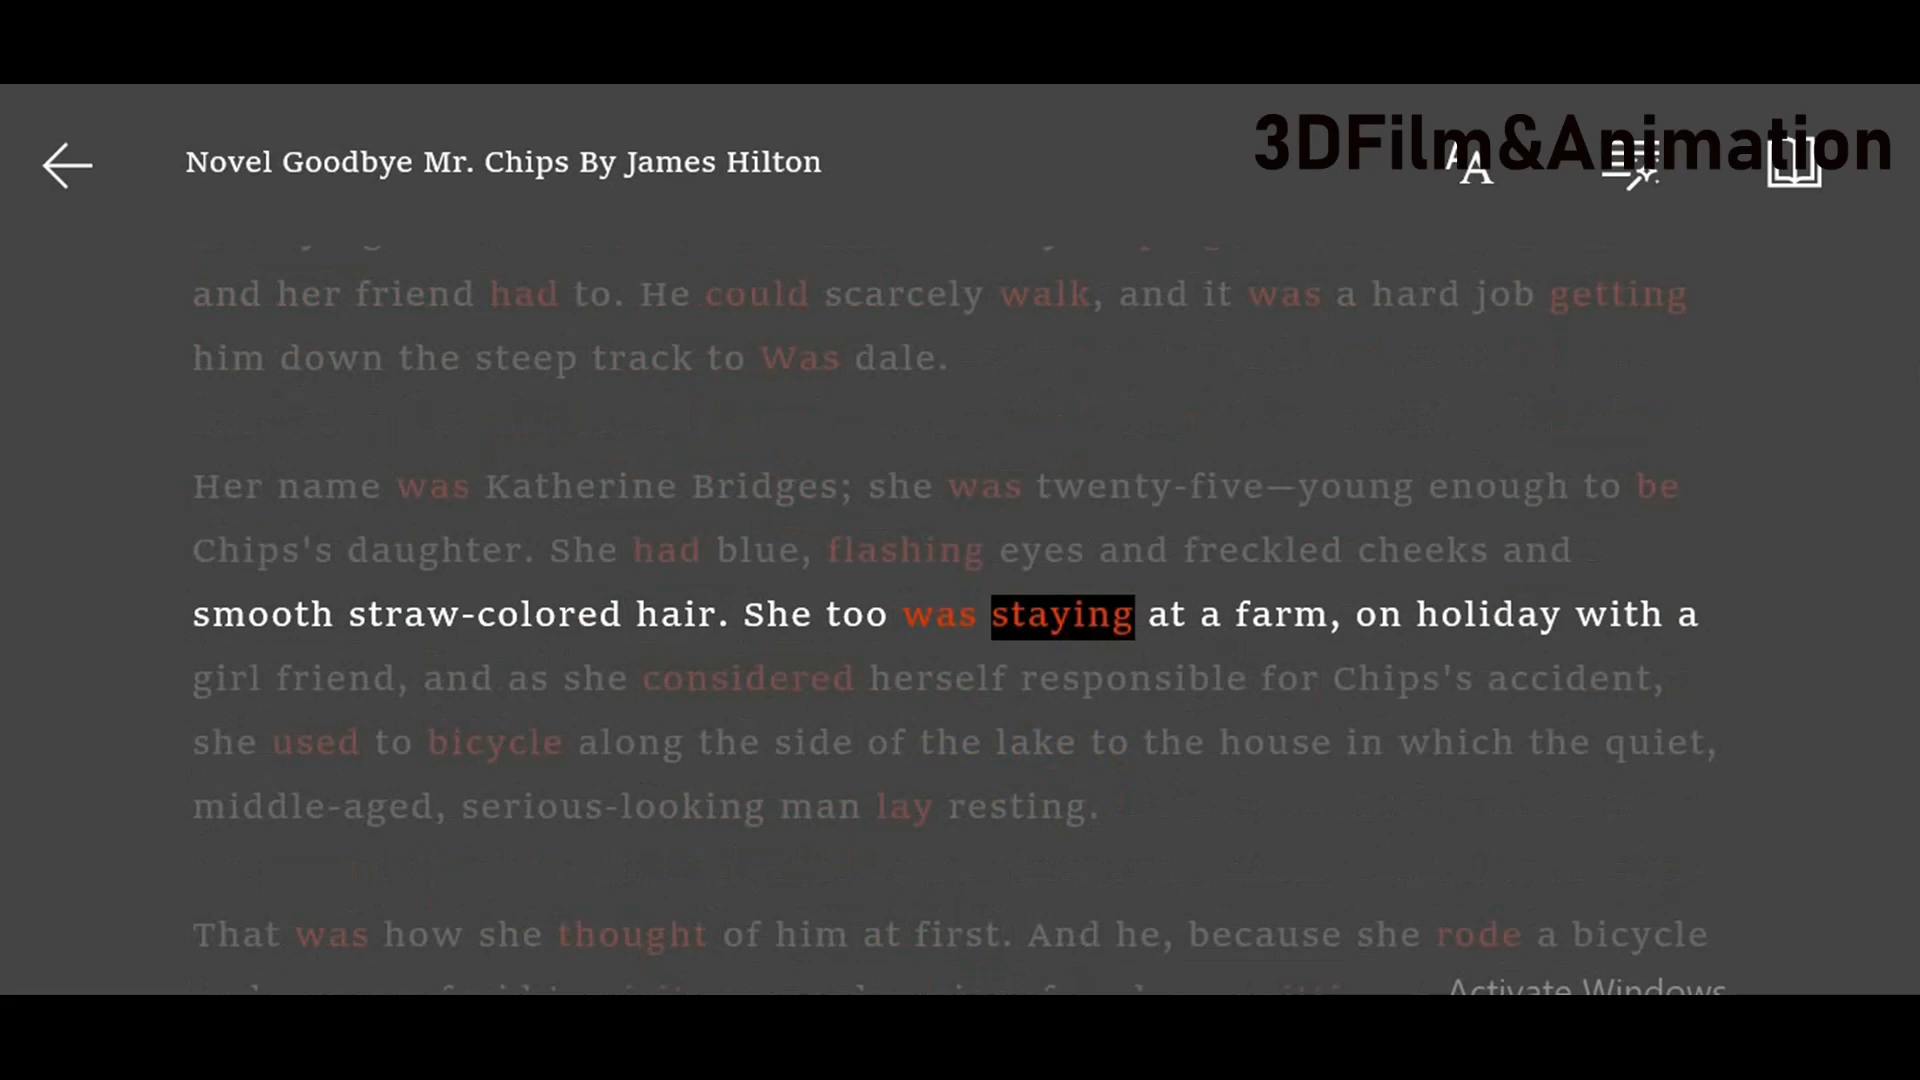 3DFilm&Animation
Novel Goodbye Mr. Chips By James Hilton
and her friend had to. He could scarcely walk, and it was a hard job getting
him down the steep track to Was dale.
Her name was Katherine Bridges; she was twenty-five—young enough to be
Chips's daughter. She had blue, flashing eyes and freckled cheeks and
smooth straw-colored hair. She too was staying at a farm, on holiday with a
girl friend, and as she considered herself responsible for Chips's accident,
she used to bicycle along the side of the lake to the house in which the quiet,
middle-aged, serious-looking man lay resting.
That was how she thought of him at first. And he, because she rode a bicycle
Activate Windows